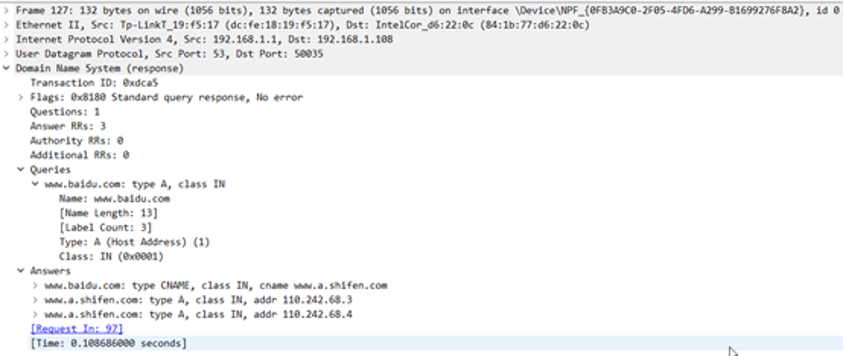 Frame 127: 132 bytes on wire (1056 bits), 132 bytes captured (1056 bits) on interface \Device\NPF_{0FB3A9C0-2F05-4FD6-A299-B1699276F8A2}, id 0
Ethernet II, Src: Tp-LinkT_19:f5:17 (dc:fe:18:19:f5:17), Dst: IntelCor_d6:22:0c (84:1b:77:d6:22:0c)
Internet Protocol Version 4, Src: 192.168.1.1, Dst: 192.168.1.108
User Datagram Protocol, Src Port: 53, Dst Port: 50035
Domain Name System (response)
Transaction ID: 0xdca5
Flags: 0x8180 Standard query response, No error
Questions: 1
Answer RRs: 3
Authority RRs: 0
Additional RRs: 0
Queries
www.baidu.com: type A, class IN
Name: www.baidu.com
[Name Length: 13]
[Label Count: 3]
Type: A (Host Address) (1)
Class: IN (0x0001)
Answers
www.baidu.com: type CNAME, class IN, cname www.a.shifen.com
www.a.shifen.com: type A, class IN, addr 110.242.68.3
www.a.shifen.com: type A, class IN, addr 110.242.68.4
[Request In: 97]
[Time: 0.108686000 seconds]